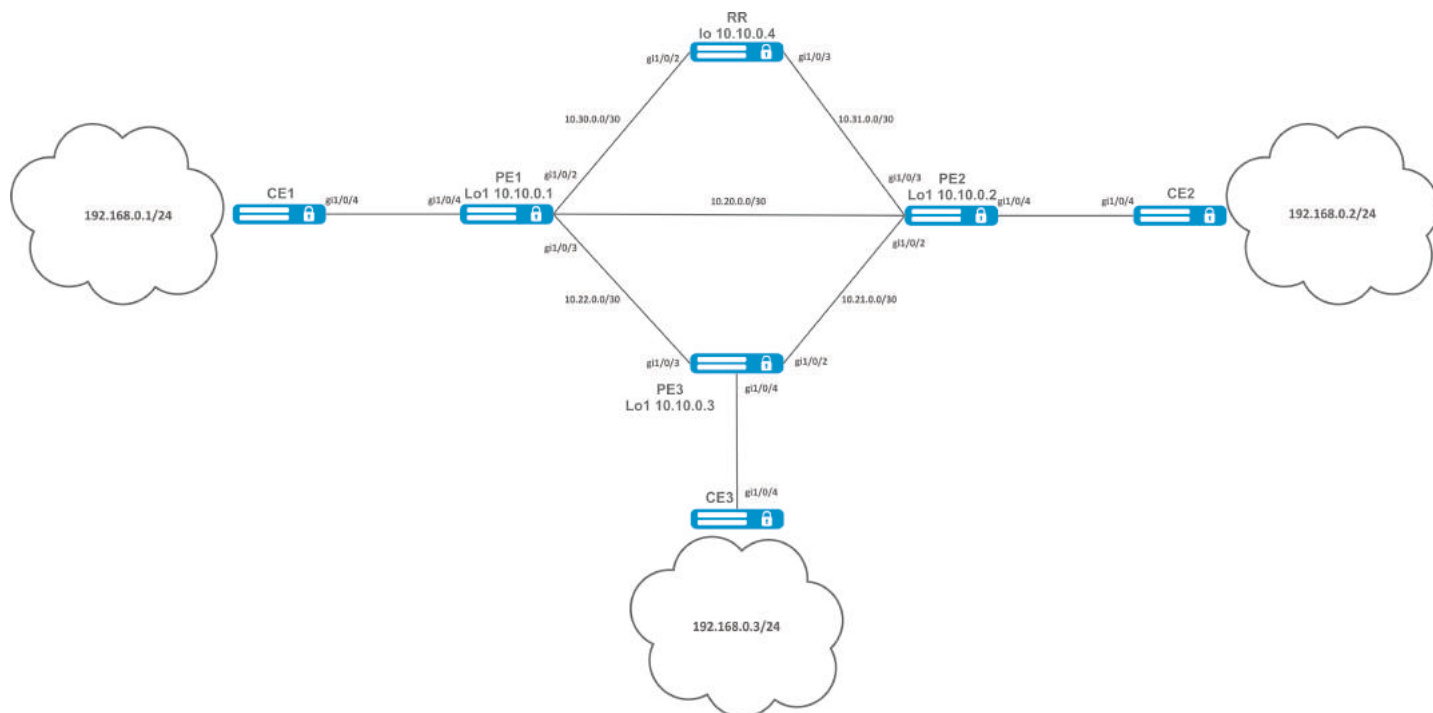 RR
lo 10.10.0.4
gi1/0/2
gi1/0/3
10.30.0.0/30
10.31.0.0/30
gi1/0/2
gi1/0/3
CE1
PE1
Lo1 10.10.0.1
PE2
Lo1 10.10.0.2
CE2
192.168.0.1/24
gi1/0/4
gi1/0/4
10.20.0.0/30
gi1/0/4
gi1/0/4
192.168.0.2/24
gi1/0/3
gi1/0/2
10.22.0.0/30
10.21.0.0/30
gi1/0/3
gi1/0/2
PE3
Lo1 10.10.0.3
gi1/0/4
CE3
gi1/0/4
192.168.0.3/24